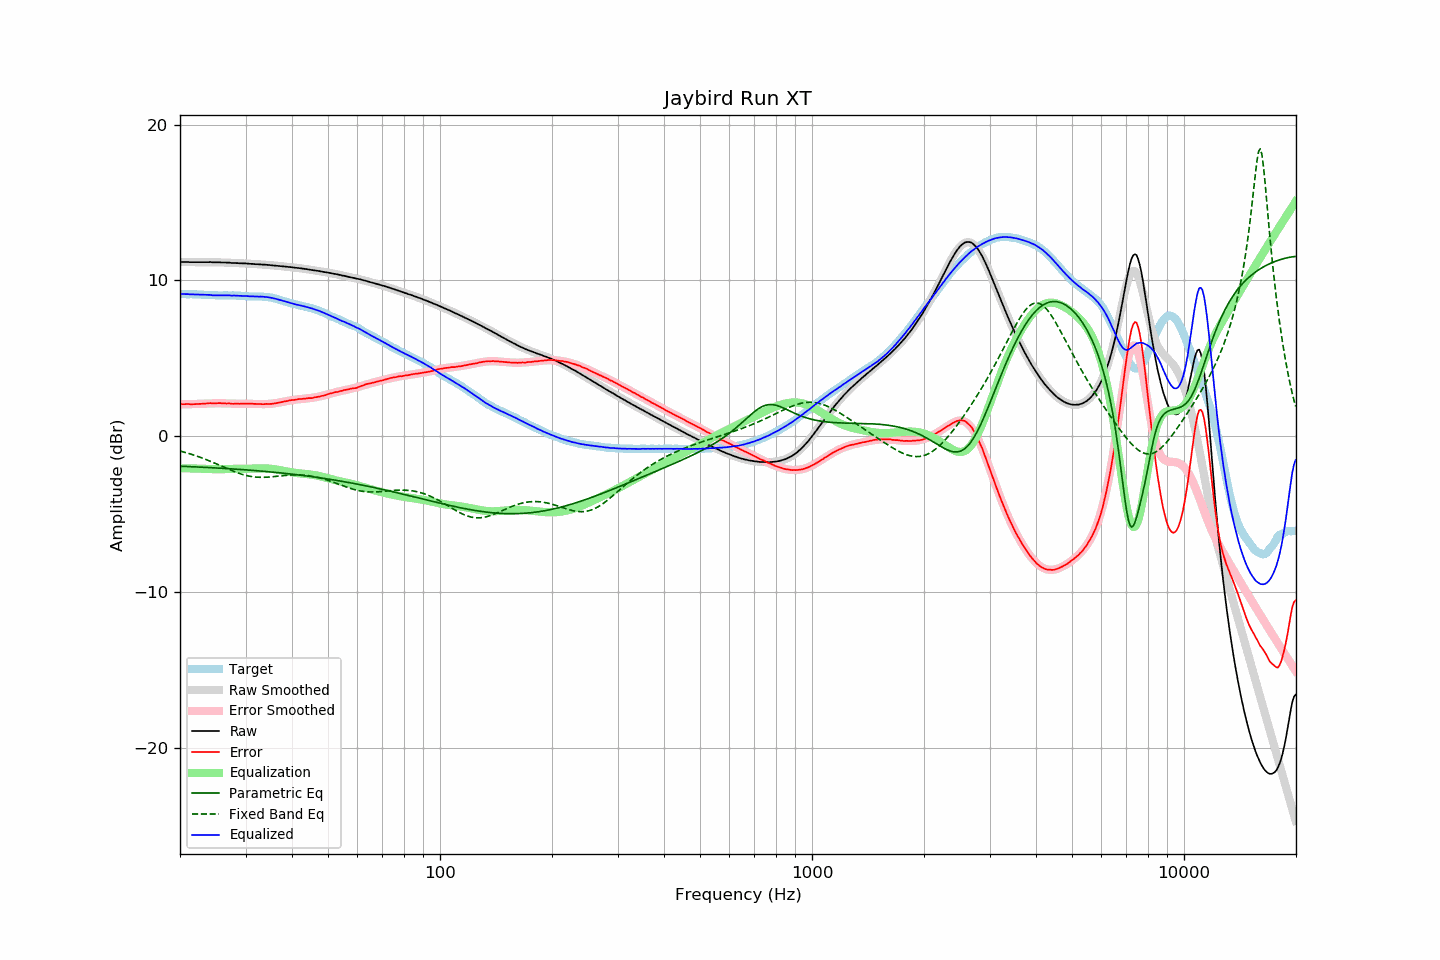 Jaybird Run XT
20
10
0
−10
−20
Amplitude (dBr)
100
1000
10000
Frequency (Hz)
Target
Raw Smoothed
Error Smoothed
Raw
Error
Equalization
Parametric Eq
Fixed Band Eq
Equalized